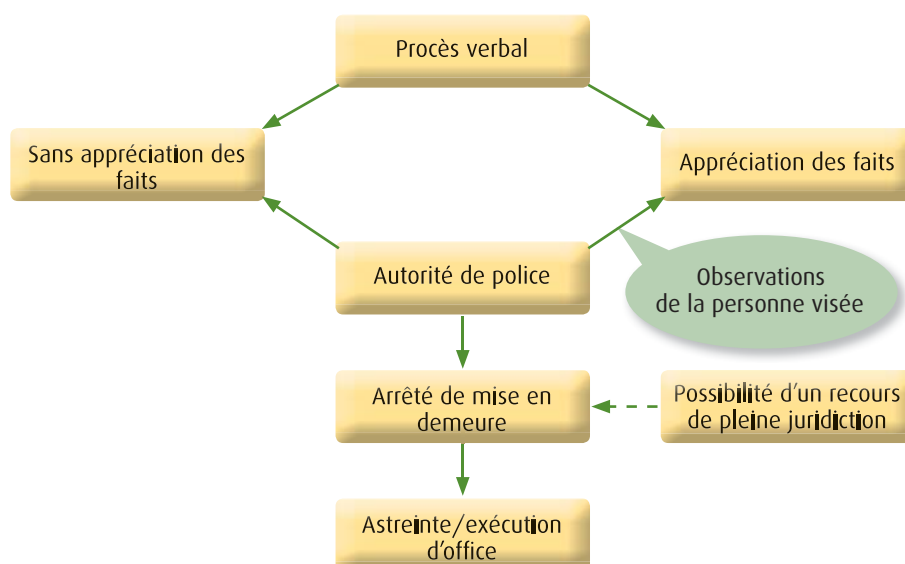 Procès verbal
Sans appréciation des
faits
Appréciation des faits
Autorité de police
Observations
de la personne visée
Arrêté de mise en
demeure
Possibilité d’un recours
de pleine juridiction
Astreinte/exécution
d’office